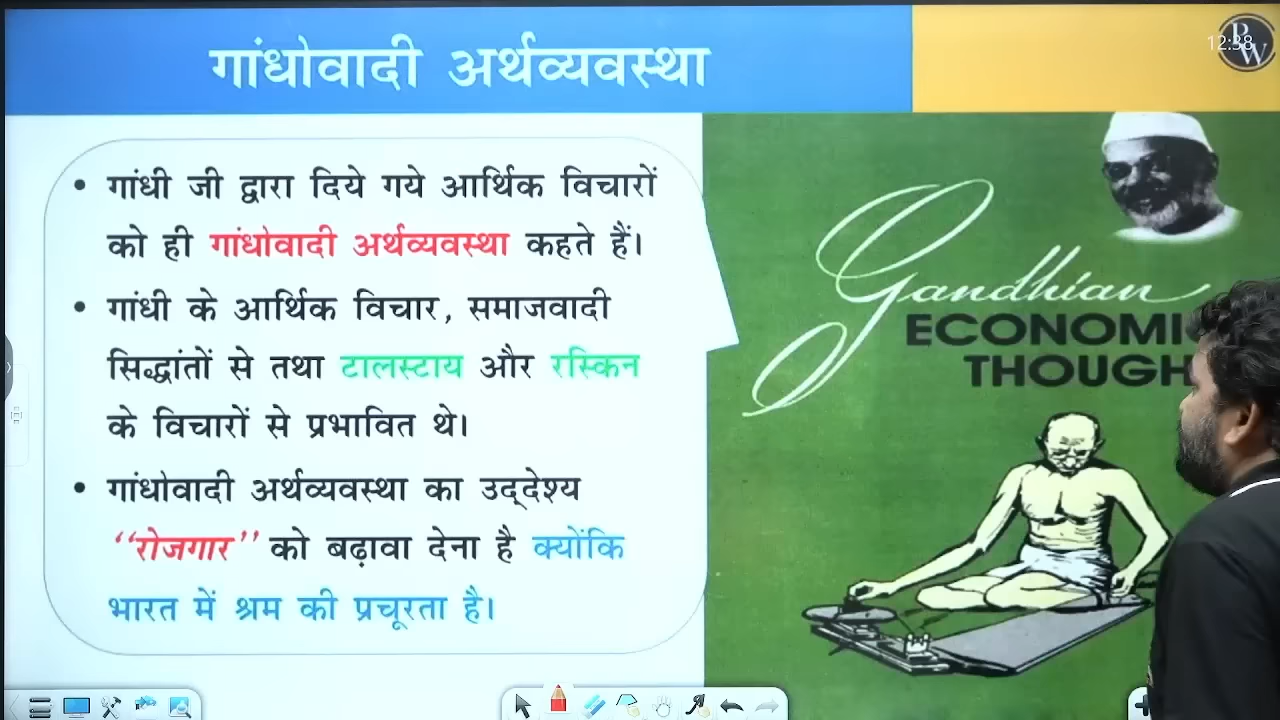 गांधोवादी अर्थव्यवस्था
12:38
PW
• गांधी जी द्वारा दिये गये आर्थिक विचारों
को ही गांधोवादी अर्थव्यवस्था कहते हैं।
• गांधी के आर्थिक विचार, समाजवादी
सिद्धांतों से तथा टालस्टाय और रस्किन
के विचारों से प्रभावित थे।
• गांधोवादी अर्थव्यवस्था का उद्देश्य
“रोजगार” को बढ़ावा देना है क्योंकि
भारत में श्रम की प्रचूरता है।
Gandhian
ECONOMI
THOUGH